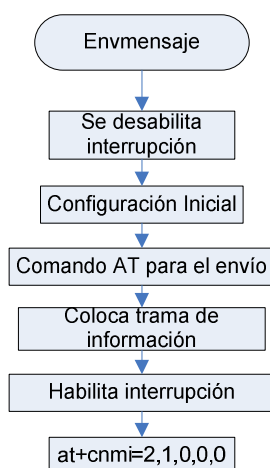 Envmensaje
Se desabilita
interrupción
Configuración Inicial
Comando AT para el envío
Coloca trama de
información
Habilita interrupción
at+cnmi=2,1,0,0,0